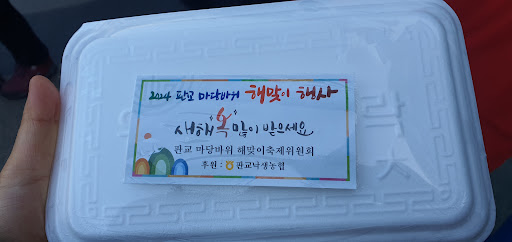 2024 판교 마당바위 해맞이 행사
새해 복 많이 받으세요
판교 마당바위 해맞이축제위원회
후원 : 판교낙생농협